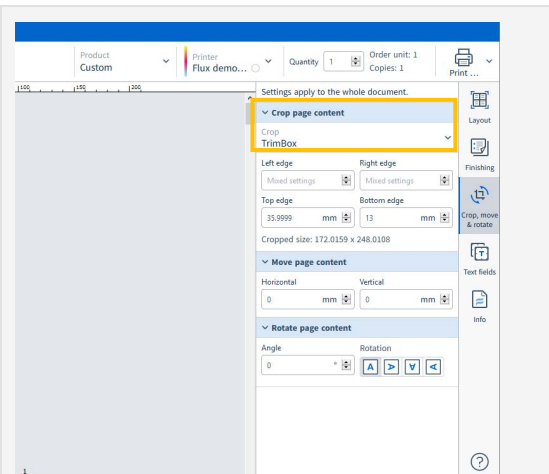 Product
Custom
Printer
Flux demo...
Quantity 1
Order unit: 1
Copies: 1
Print ...
100 150 200
Settings apply to the whole document.
Crop page content
Crop
TrimBox
Left edge Right edge
Mixed settings Mixed settings
Top edge Bottom edge
35.9999 mm 13 mm
Cropped size: 172.0159 x 248.0108
Move page content
Horizontal Vertical
0 mm 0 mm
Rotate page content
Angle Rotation
0 ° A A A A
Layout
Finishing
Crop, move
& rotate
T
Text fields
Info
?
1